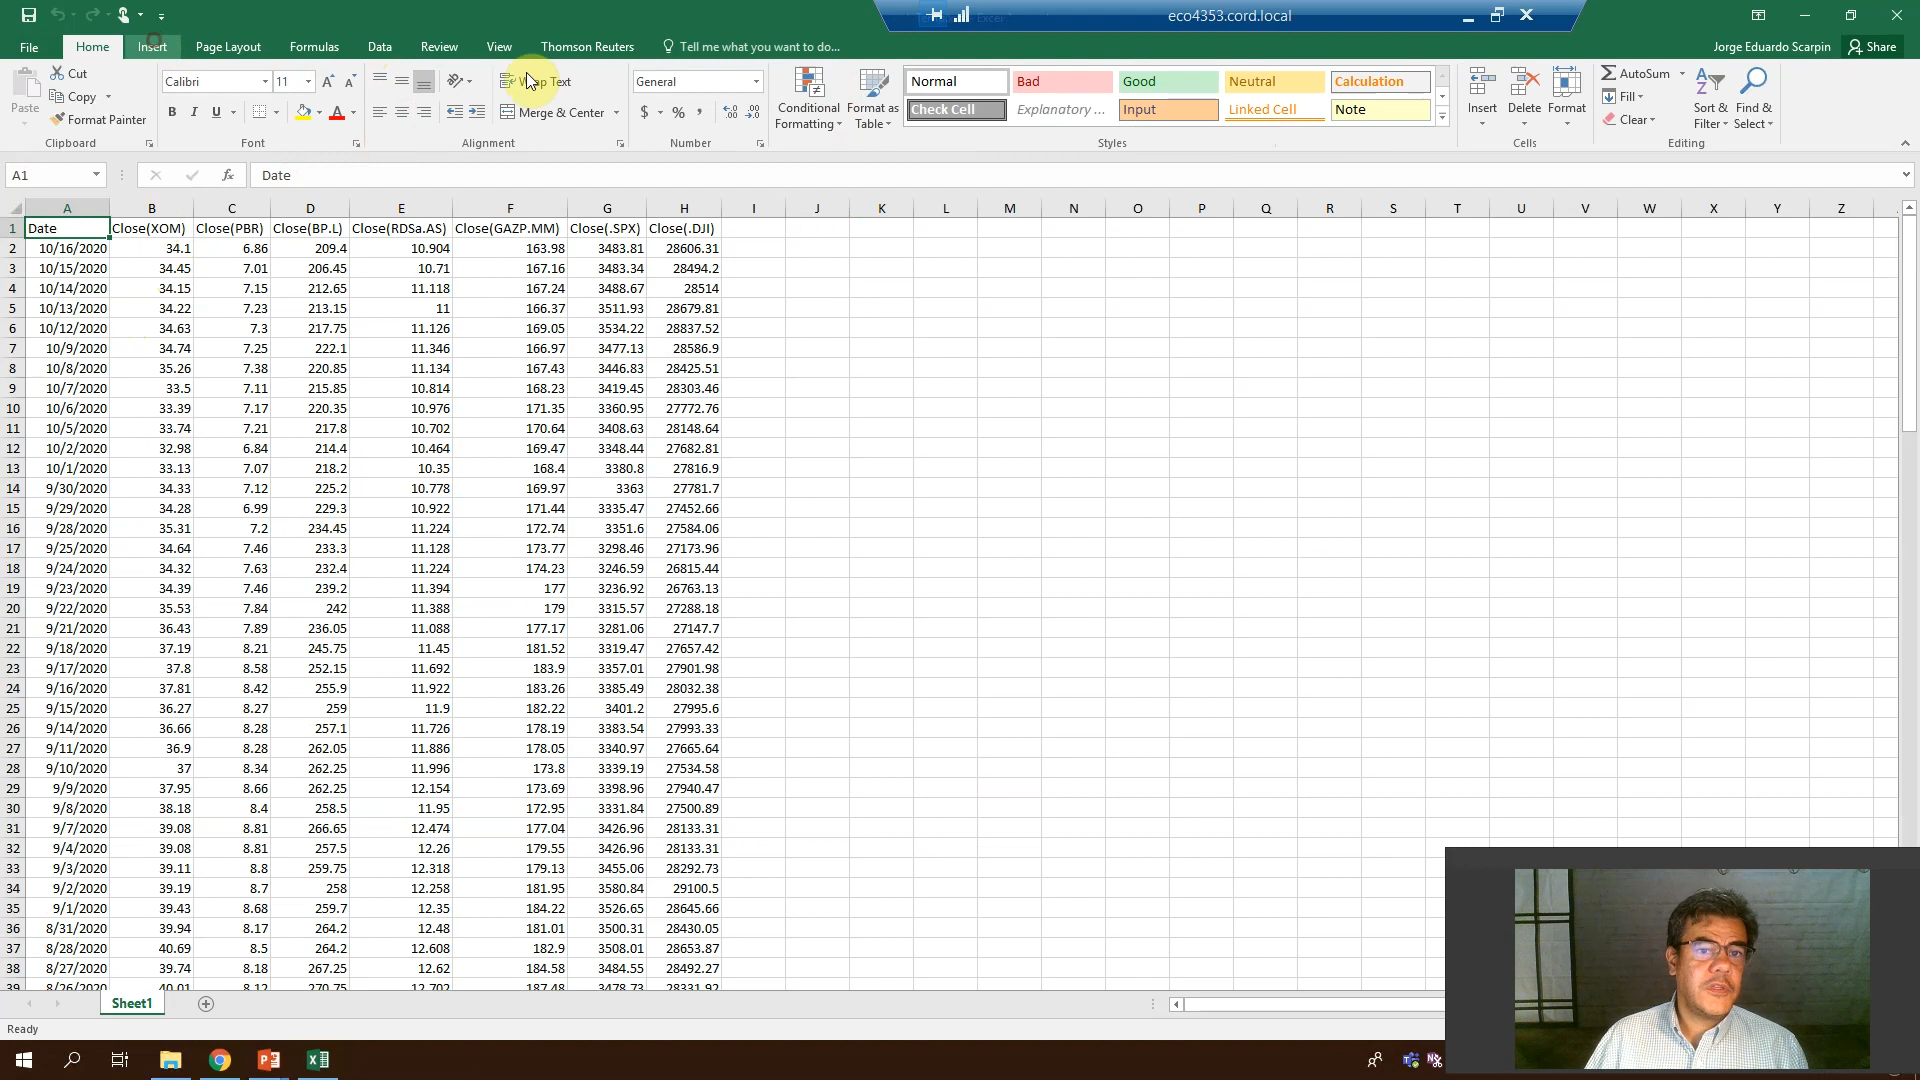 eco4353.cord.local
File Home Insert Page Layout Formulas Data Review View Thomson Reuters Tell me what you want to do... Jorge Eduardo Scarpin Share
Paste Cut Copy Format Painter Clipboard
Calibri 11 B I U Font
Wrap Text Merge & Center Alignment
General $ % , Number
Conditional Formatting Format as Table
Normal Bad Good Neutral Calculation
Check Cell Explanatory ... Input Linked Cell Note
Styles
Insert Delete Format Cells
AutoSum Fill Clear Sort & Filter Find & Select Editing
A1 fx Date
A B C D E F G H I J K L M N O P Q R S T U V W X Y Z
1 Date Close(XOM) Close(PBR) Close(BP.L) Close(RDSa.AS) Close(GAZP.MM) Close(.SPX) Close(.DJI)
2 10/16/2020 34.1 6.86 209.4 10.904 163.98 3483.81 28606.31
3 10/15/2020 34.45 7.01 206.45 10.71 167.16 3483.34 28494.2
4 10/14/2020 34.15 7.15 212.65 11.118 167.24 3488.67 28514
5 10/13/2020 34.22 7.23 213.15 11 166.37 3511.93 28679.81
6 10/12/2020 34.63 7.3 217.75 11.126 169.05 3534.22 28837.52
7 10/9/2020 34.74 7.25 222.1 11.346 166.97 3477.13 28586.9
8 10/8/2020 35.26 7.38 220.85 11.134 167.43 3446.83 28425.51
9 10/7/2020 33.5 7.11 215.85 10.814 168.23 3419.45 28303.46
10 10/6/2020 33.39 7.17 220.35 10.976 171.35 3360.95 27772.76
11 10/5/2020 33.74 7.21 217.8 10.702 170.64 3408.63 28148.64
12 10/2/2020 32.98 6.84 214.4 10.464 169.47 3348.44 27682.81
13 10/1/2020 33.13 7.07 218.2 10.35 168.4 3380.8 27816.9
14 9/30/2020 34.33 7.12 225.2 10.778 169.97 3363 27781.7
15 9/29/2020 34.28 6.99 229.3 10.922 171.44 3335.47 27452.66
16 9/28/2020 35.31 7.2 234.45 11.224 172.74 3351.6 27584.06
17 9/25/2020 34.64 7.46 233.3 11.128 173.77 3298.46 27173.96
18 9/24/2020 34.32 7.63 232.4 11.224 174.23 3246.59 26815.44
19 9/23/2020 34.39 7.46 239.2 11.394 177 3236.92 26763.13
20 9/22/2020 35.53 7.84 242 11.388 179 3315.57 27288.18
21 9/21/2020 36.43 7.89 236.05 11.088 177.17 3281.06 27147.7
22 9/18/2020 37.19 8.21 245.75 11.45 181.52 3319.47 27657.42
23 9/17/2020 37.8 8.58 252.15 11.692 183.9 3357.01 27901.98
24 9/16/2020 37.81 8.42 255.9 11.922 183.26 3385.49 28032.38
25 9/15/2020 36.27 8.27 259 11.9 182.22 3401.2 27995.6
26 9/14/2020 36.66 8.28 257.1 11.726 178.19 3383.54 27993.33
27 9/11/2020 36.9 8.28 262.05 11.886 178.05 3340.97 27665.64
28 9/10/2020 37 8.34 262.25 11.996 173.8 3339.19 27534.58
29 9/9/2020 37.95 8.66 262.25 12.154 173.69 3398.96 27940.47
30 9/8/2020 38.18 8.4 258.5 11.95 172.95 3331.84 27500.89
31 9/7/2020 39.08 8.81 266.65 12.474 177.04 3426.96 28133.31
32 9/4/2020 39.08 8.81 257.5 12.26 179.55 3426.96 28133.31
33 9/3/2020 39.11 8.8 259.75 12.318 179.13 3455.06 28292.73
34 9/2/2020 39.19 8.7 258 12.258 181.95 3580.84 29100.5
35 9/1/2020 39.43 8.68 259.7 12.35 184.22 3526.65 28645.66
36 8/31/2020 39.94 8.17 264.2 12.48 181.01 3500.31 28430.05
37 8/28/2020 40.69 8.5 264.2 12.608 182.9 3508.01 28653.87
38 8/27/2020 39.74 8.18 267.25 12.62 184.58 3484.55 28492.27
39 8/26/2020 40.01 8.12 270.75 12.702 187.48 3478.73 28331.92
Sheet1
Ready